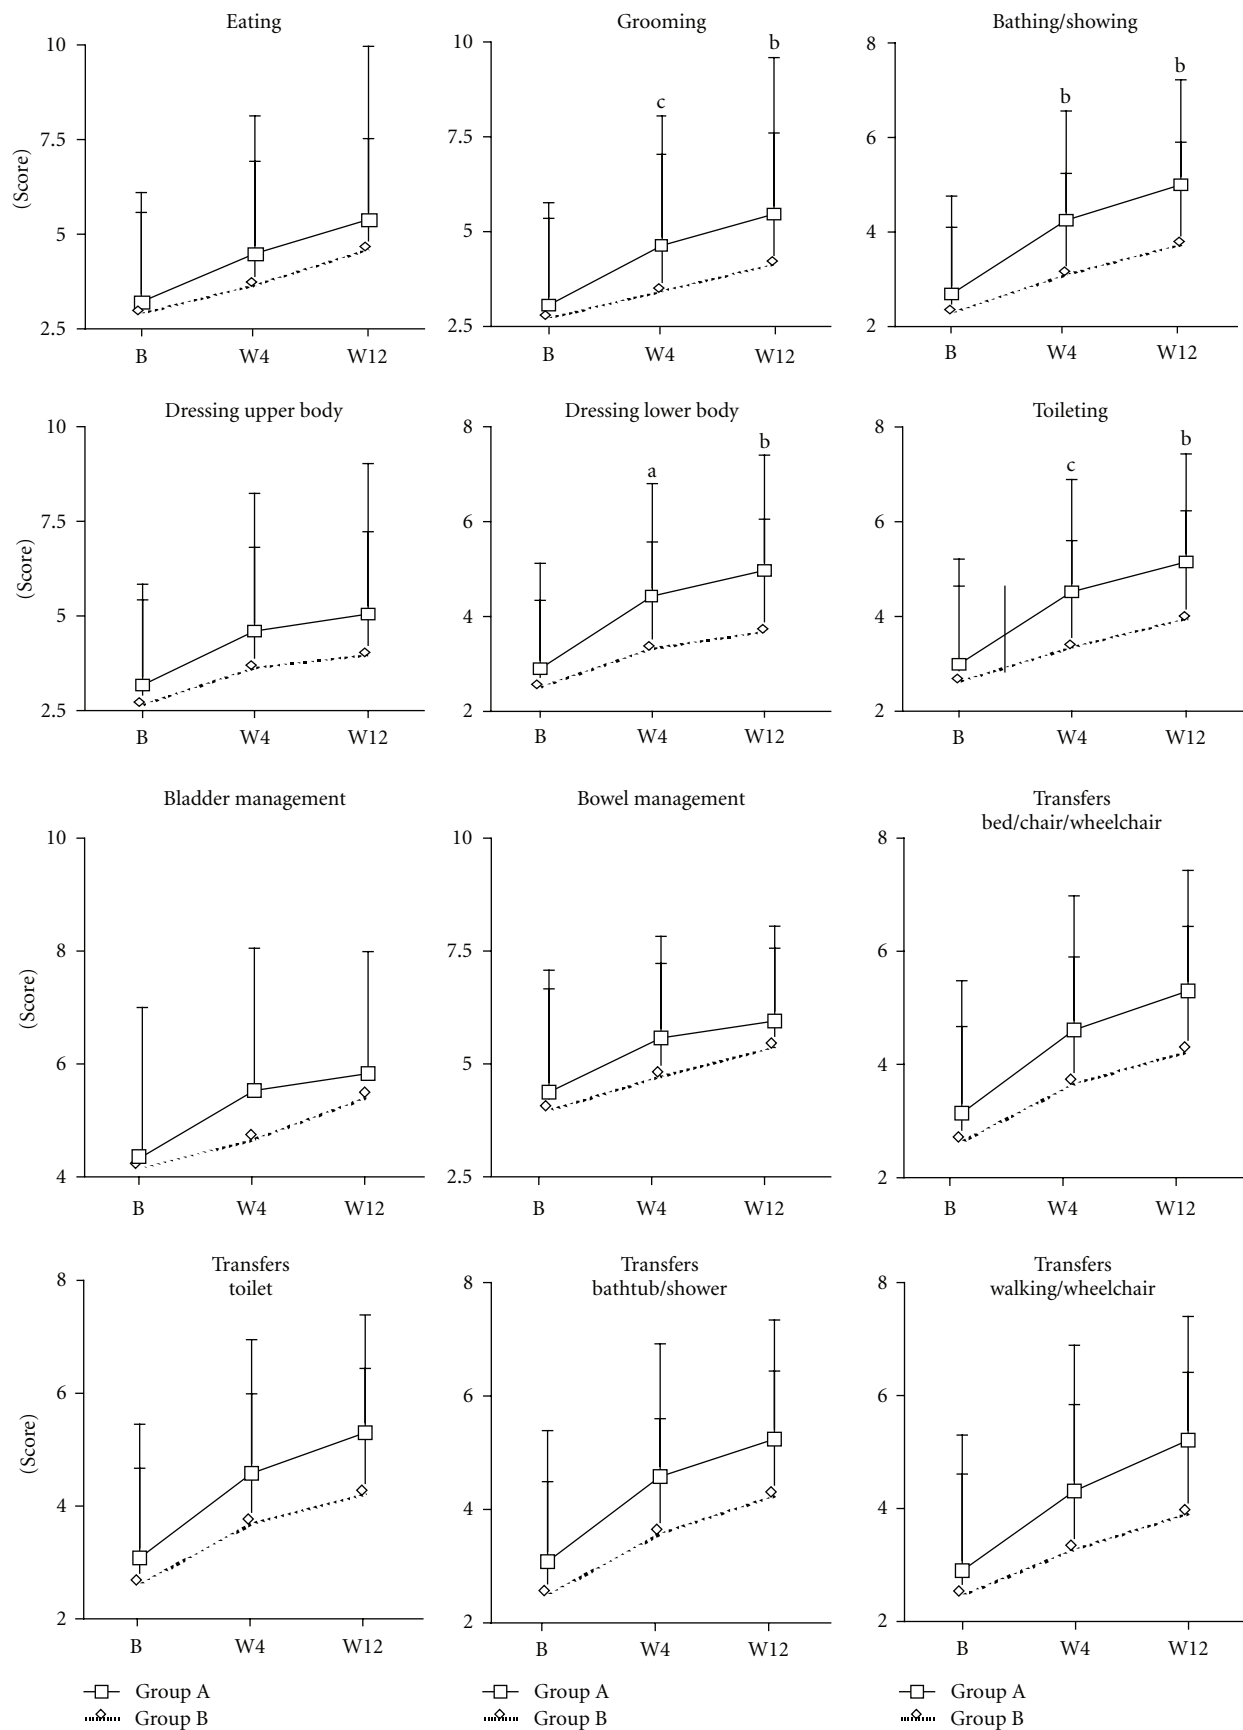 Eating
Grooming
Bathing/showing
10
7.5
5
2.5
(Score)
B
W4
W12
10
7.5
5
2.5
c
b
B
W4
W12
8
6
4
2
b
b
B
W4
W12
Dressing upper body
Dressing lower body
Toileting
10
7.5
5
2.5
(Score)
B
W4
W12
8
6
4
2
a
b
B
W4
W12
8
6
4
2
c
b
B
W4
W12
Bladder management
Bowel management
Transfers
bed/chair/wheelchair
10
8
6
4
(Score)
B
W4
W12
10
7.5
5
2.5
B
W4
W12
8
6
4
2
B
W4
W12
Transfers
toilet
Transfers
bathtub/shower
Transfers
walking/wheelchair
8
6
4
2
(Score)
B
W4
W12
8
6
4
2
B
W4
W12
8
6
4
2
B
W4
W12
Group A
Group B
Group A
Group B
Group A
Group B